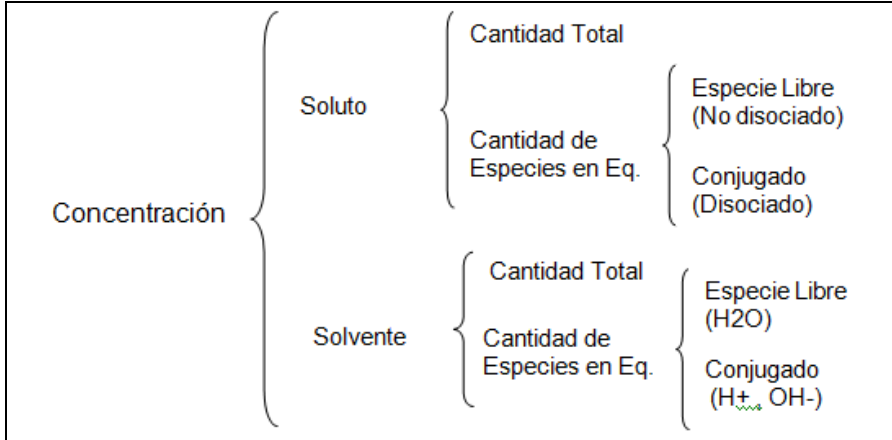 Concentración
Soluto
Cantidad Total
Cantidad de
Especies en Eq.
Especie Libre
(No disociado)
Conjugado
(Disociado)
Solvente
Cantidad Total
Cantidad de
Especies en Eq.
Especie Libre
(H2O)
Conjugado
(H+ , OH-)